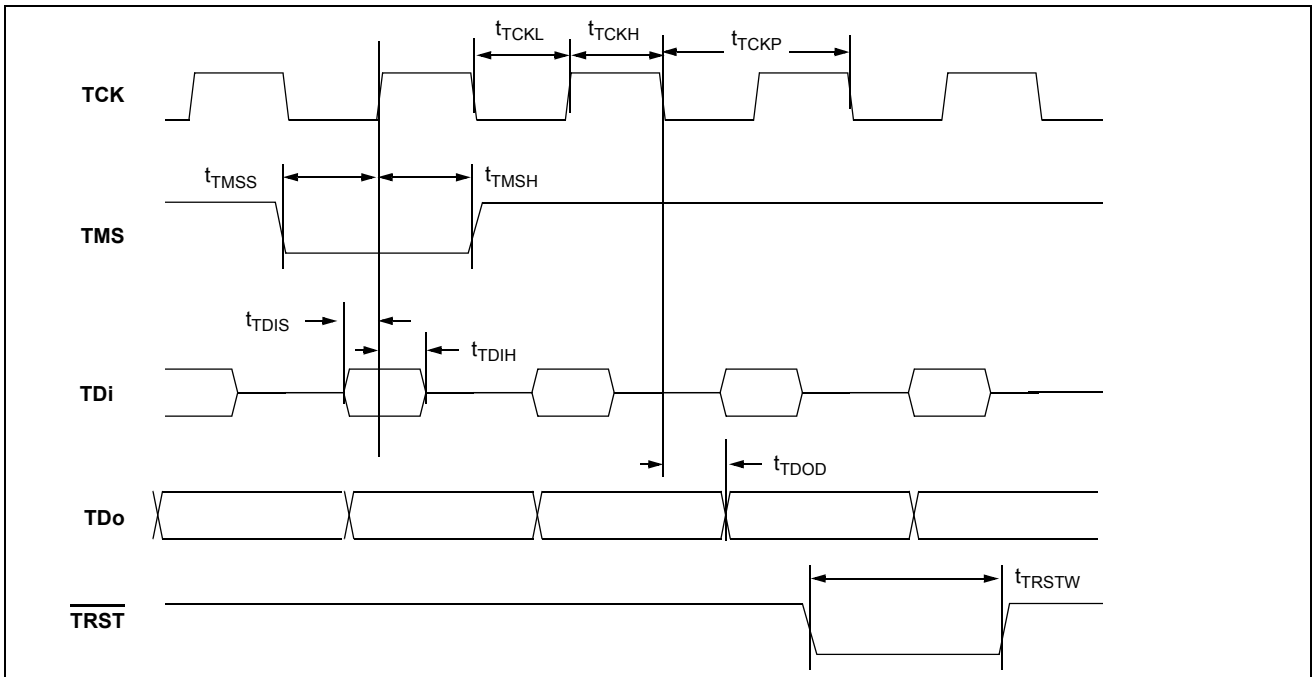 tTCKL tTCKH tTCKP
TCK
tTMSS tTMSH
TMS
tTDIS
tTDIH
TDi
tTDOD
TDo
tTRSTW
TRST